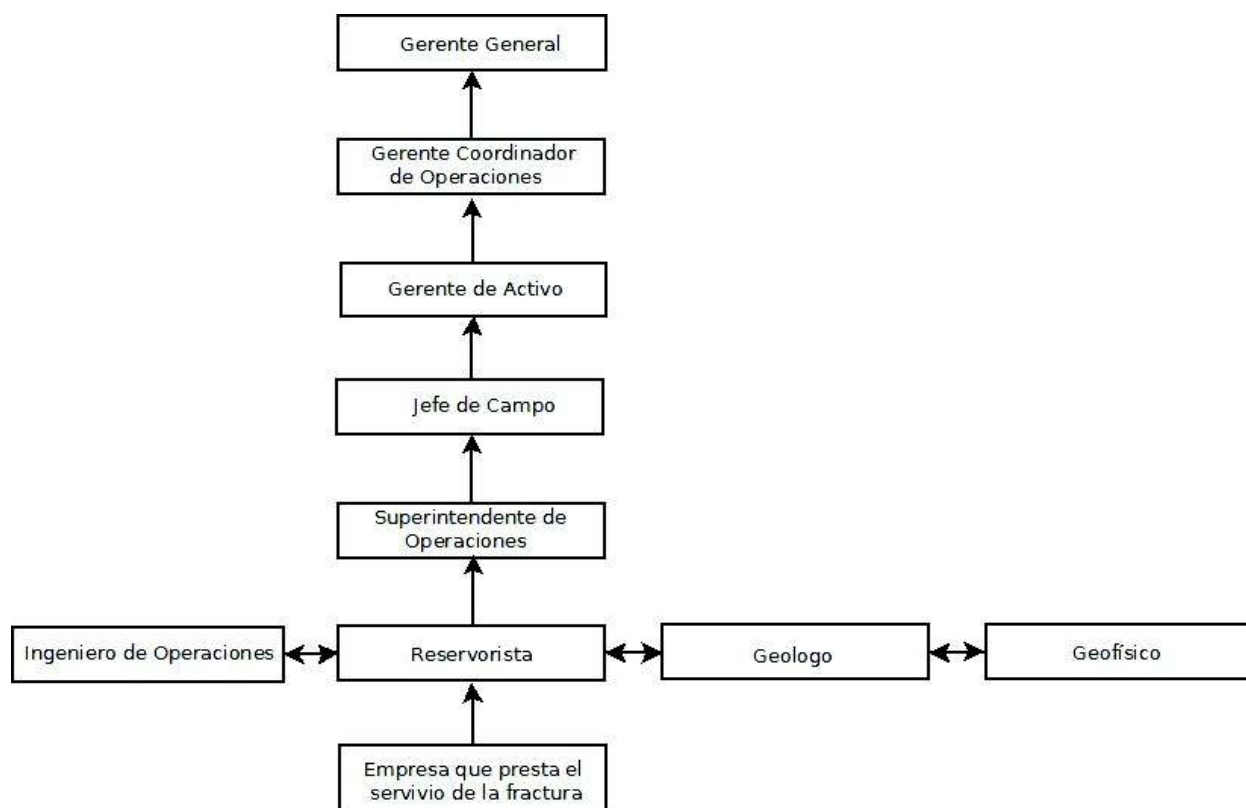 Gerente General
Gerente Coordinador
de Operaciones
Gerente de Activo
Jefe de Campo
Superintendente de
Operaciones
Ingeniero de Operaciones
Reservorista
Geologo
Geofísico
Empresa que presta el
servivio de la fractura